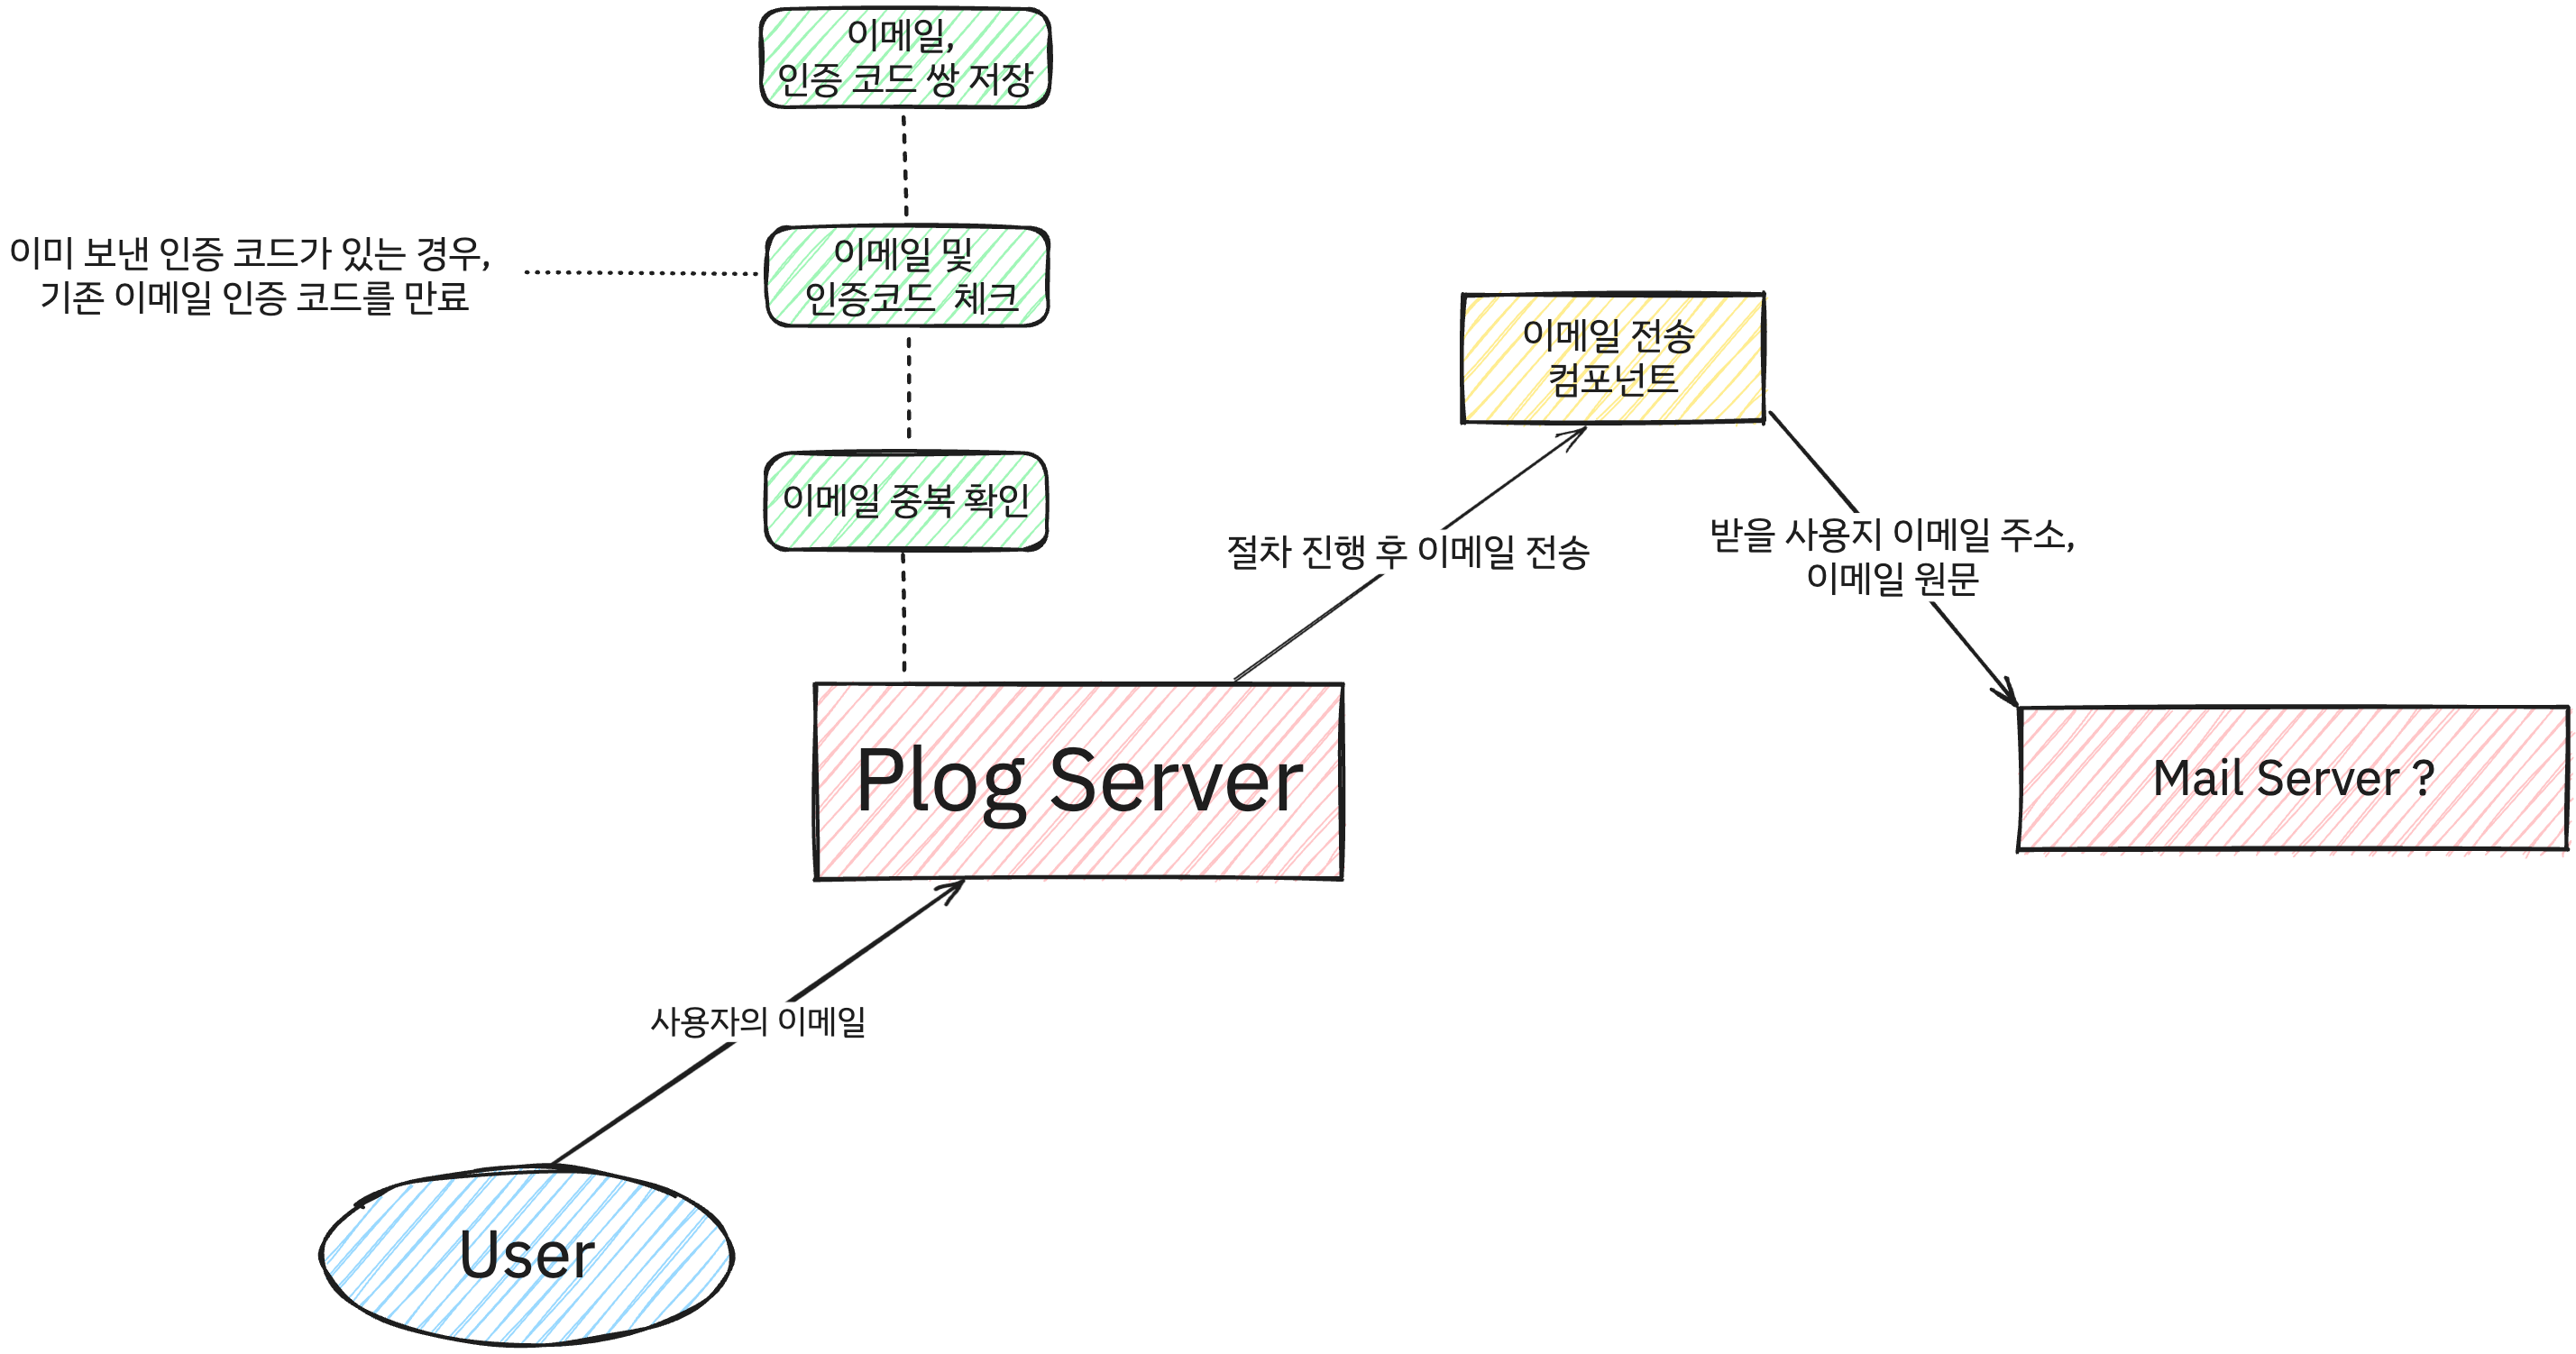 이메일,
인증 코드 쌍 저장
이미 보낸 인증 코드가 있는 경우,
기존 이메일 인증 코드를 만료
이메일 및
인증코드 체크
이메일 전송
컴포넌트
이메일 중복 확인
절차 진행 후 이메일 전송
받을 사용지 이메일 주소,
이메일 원문
Plog Server
Mail Server ?
사용자의 이메일
User